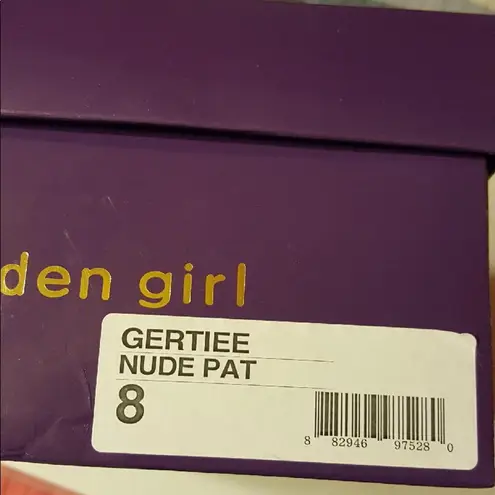 den girl
GERTIEE
NUDE PAT
8
8 82946 97528 0